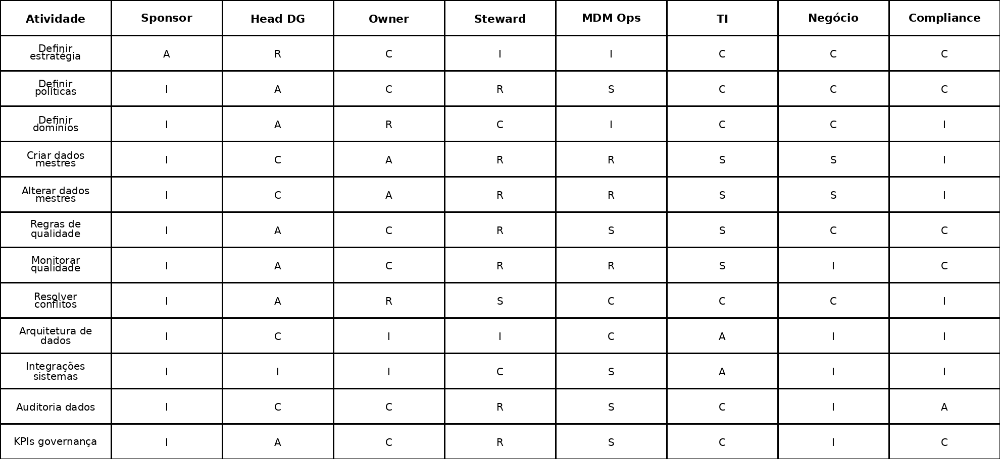 Atividade Sponsor Head DG Owner Steward MDM Ops TI Negócio Compliance
Definir
estratégia A R C I I C C C
Definir
políticas I A C R S C C C
Definir
domínios I A R C I C C I
Criar dados
mestres I C A R R S S I
Alterar dados
mestres I C A R R S S I
Regras de
qualidade I A C R S S C C
Monitorar
qualidade I A C R R S I C
Resolver
conflitos I A R S C C C I
Arquitetura de
dados I C I I C A I I
Integrações
sistemas I I I C S A I I
Auditoria dados I C C R S C I A
KPIs governança I A C R S C I C